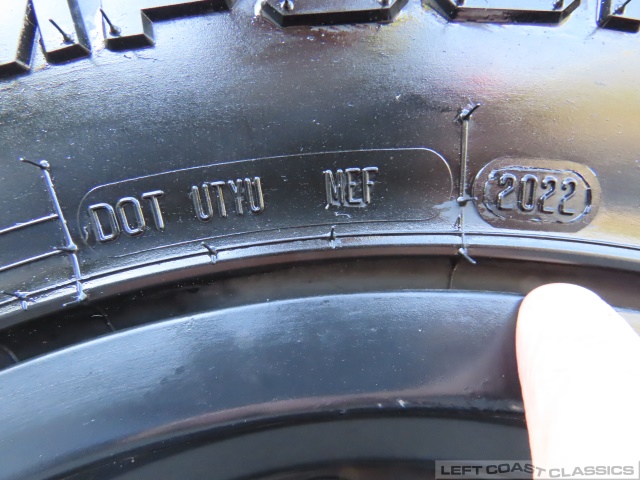 DOT UTYU MEF 2022
LEFT COAST CLASSICS